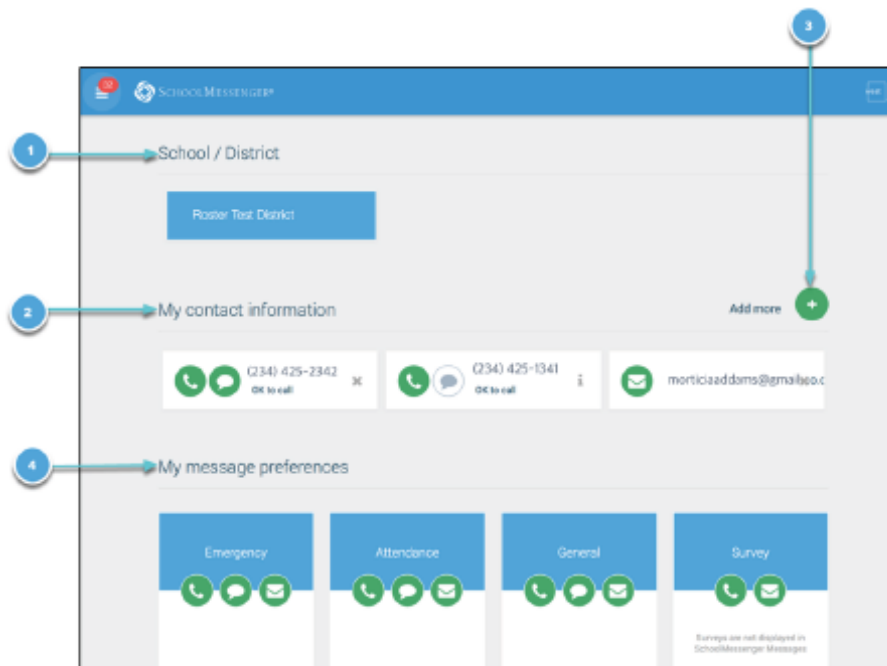 3
52
SCHOOLMESSENGER®
1
School / District
Roster Test District
2
My contact information
Add more
+
(234) 425-2342
OK to call
(234) 425-1341
OK to call
i
4
My message preferences
Emergency
Attendance
General
Survey
Surveys are not displayed in
SchoolMessenger Messages